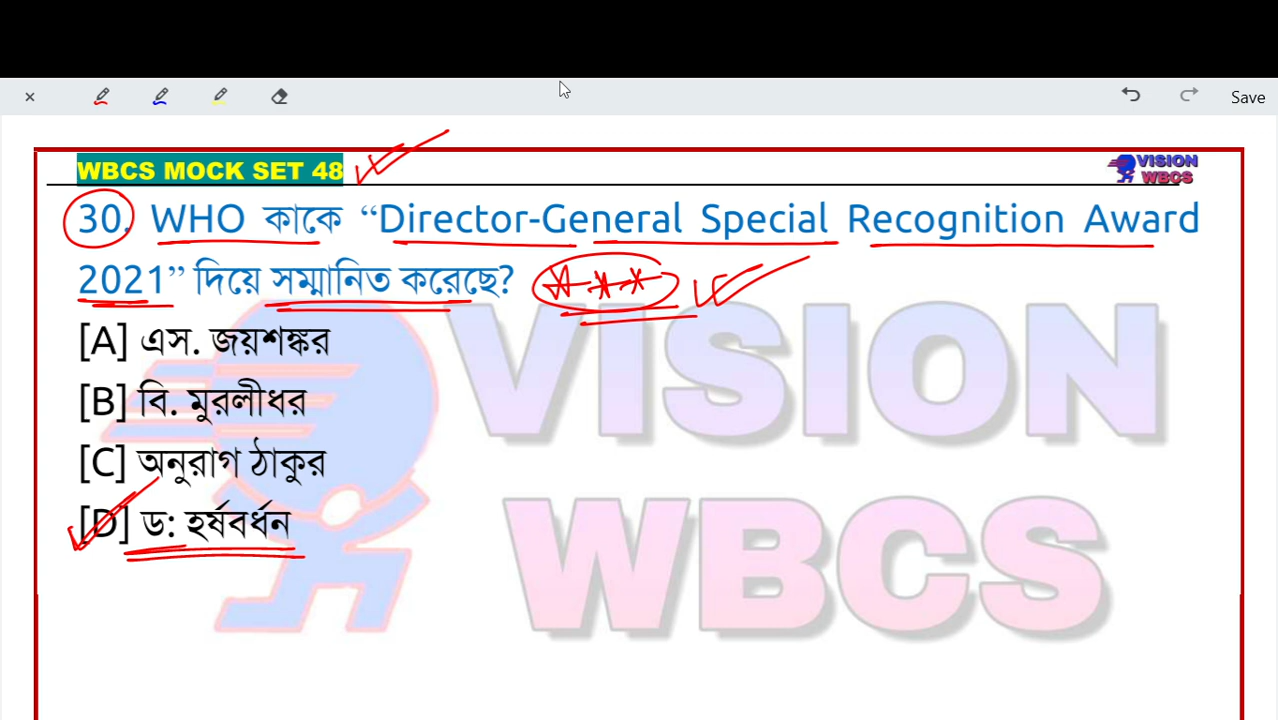 Save
WBCS MOCK SET 48
VISION
WBCS
30. WHO কাকে “Director-General Special Recognition Award
2021” দিয়ে সম্মানিত করেছে?
[A] এস. জয়শঙ্কর
[B] বি. মুরলীধর
[C] অনুরাগ ঠাকুর
[D] ড: হর্ষবর্ধন
VISION
WBCS